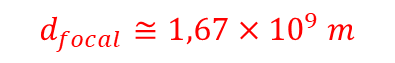 d_focal ≅ 1,67 × 10⁹ m